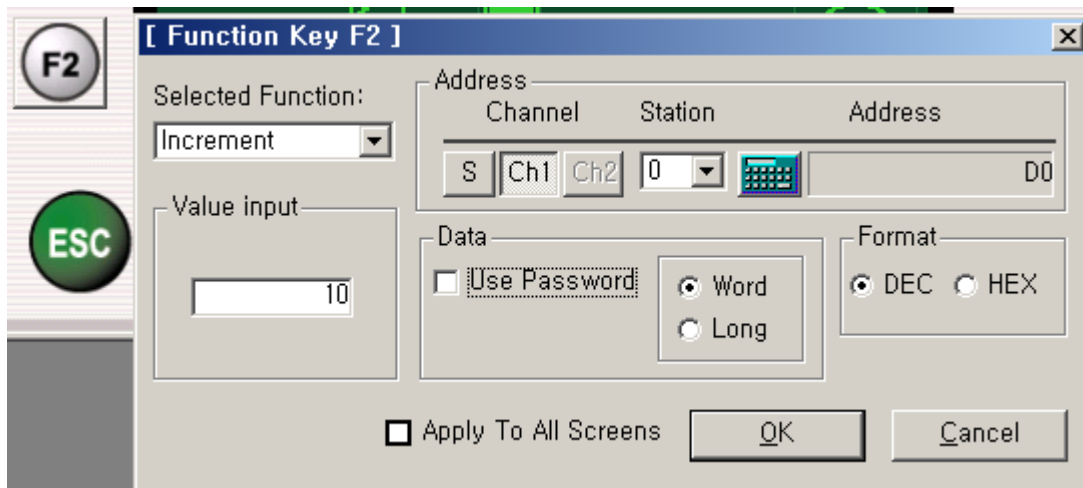 F2
[ Function Key F2 ]
Selected Function:
Increment
Address
Channel Station Address
S Ch1 Ch2 0 D0
Value input
10
ESC
Data
Use Password
Word
Long
Format
DEC HEX
Apply To All Screens
OK Cancel